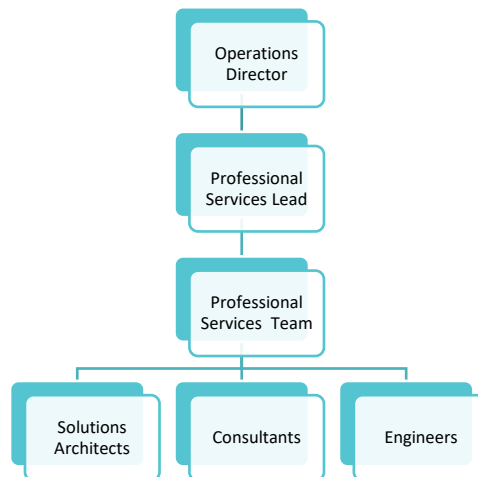 Operations
Director
Professional
Services Lead
Professional
Services  Team
Solutions
Architects
Consultants
Engineers